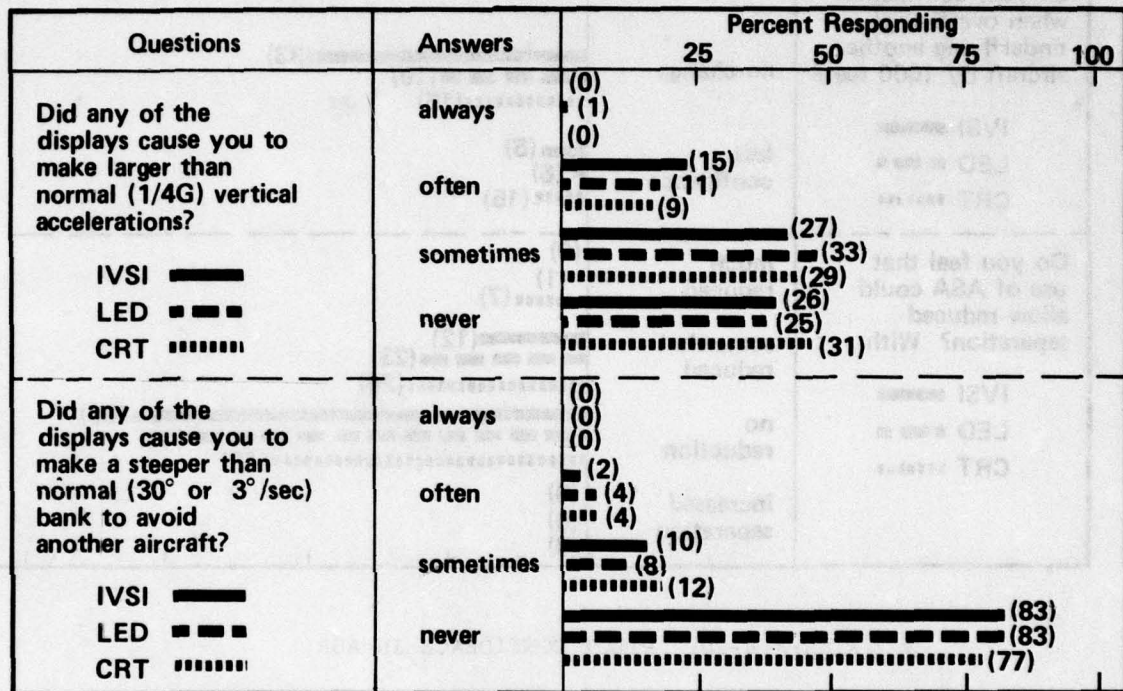 Percent Responding
Questions Answers 25 50 75 100
Did any of the
displays cause you to
make larger than
normal (1/4G) vertical
accelerations?
IVSI
LED
CRT
always
(0)
(1)
(0)
often
(15)
(11)
(9)
sometimes
(27)
(33)
(29)
never
(26)
(25)
(31)
Did any of the
displays cause you to
make a steeper than
normal (30° or 3°/sec)
bank to avoid
another aircraft?
IVSI
LED
CRT
always
(0)
(0)
(0)
often
(2)
(4)
(4)
sometimes
(10)
(8)
(12)
never
(83)
(83)
(77)